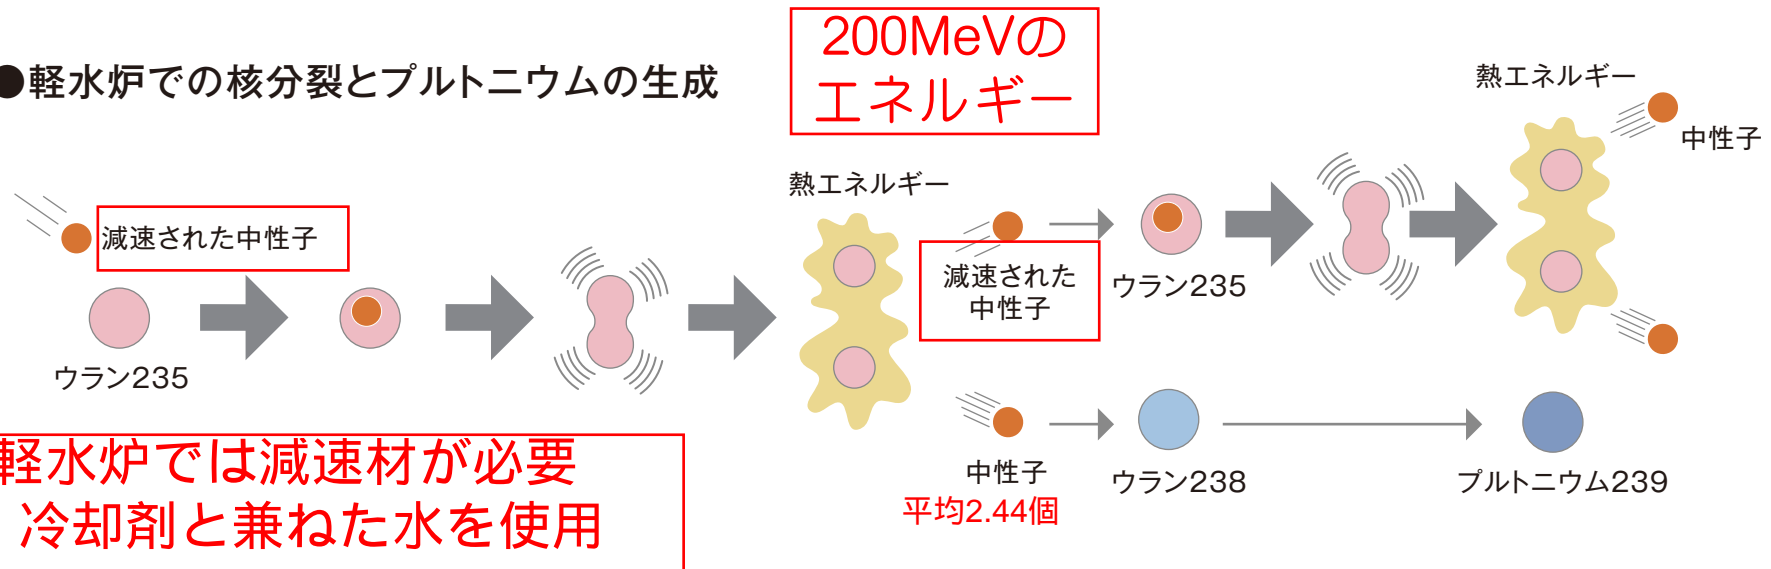 ●軽水炉での核分裂とプルトニウムの生成
200MeVの
エネルギー
熱エネルギー
中性子
熱エネルギー
減速された中性子
減速された
中性子
ウラン235
ウラン235
中性子
平均2.44個
ウラン238
プルトニウム239
軽水炉では減速材が必要
冷却剤と兼ねた水を使用